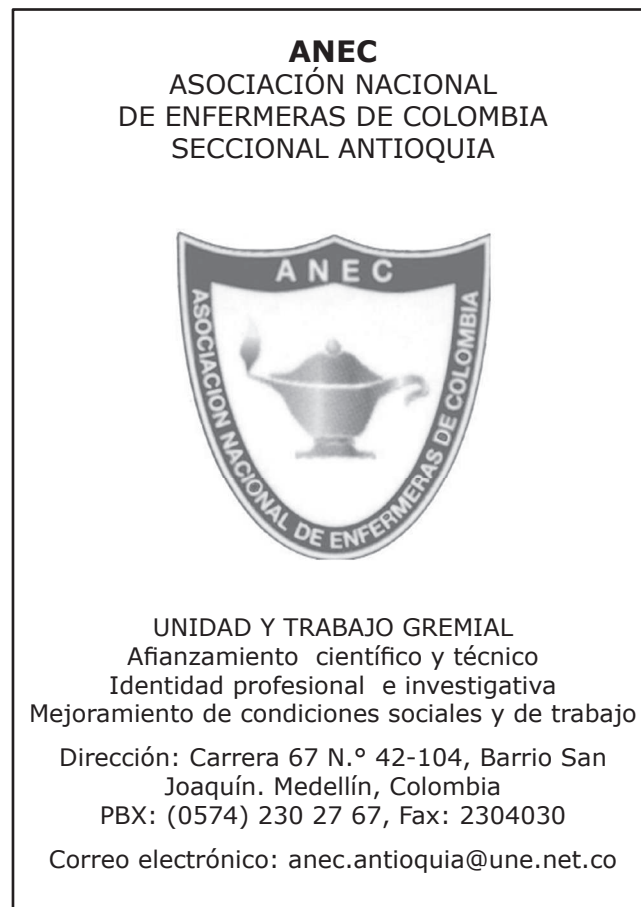 ANEC
ASOCIACIÓN NACIONAL
DE ENFERMERAS DE COLOMBIA
SECCIONAL ANTIOQUIA
ANEC
ASOCIACION NACIONAL DE ENFERMERAS DE COLOMBIA
UNIDAD Y TRABAJO GREMIAL
Afianzamiento científico y técnico
Identidad profesional e investigativa
Mejoramiento de condiciones sociales y de trabajo
Dirección: Carrera 67 N.° 42-104, Barrio San
Joaquín. Medellín, Colombia
PBX: (0574) 230 27 67, Fax: 2304030
Correo electrónico: anec.antioquia@une.net.co